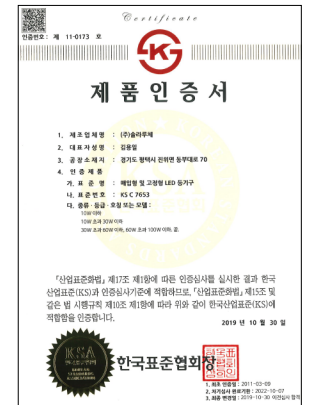 Certificate
인증번호 : 제 11-0173 호
제 품 인 증 서
1. 제 조 업 체 명 : (주)솔라루체
2. 대 표 자 성 명 : 김용일
3. 공 장 소 재 지 : 경기도 평택시 진위면 동부대로 70
4. 인 증 제 품
가. 표 준 명 : 매입형 및 고정형 LED 등기구
나. 표 준 번 호 : KS C 7653
다. 종류 · 등급 · 호칭 또는 모델 :
10W 이하
10W 초과 30W 이하
30W 초과 60W 이하, 60W 초과 100W 이하, 끝.
「산업표준화법」 제17조 제1항에 따른 인증심사를 실시한 결과 한국
산업표준(KS)과 인증심사기준에 적합하므로, 「산업표준화법」 제15조 및
같은 법 시행규칙 제10조 제1항에 따라 위와 같이 한국산업표준(KS)에
적합함을 인증합니다.
2019 년 10 월 30 일
KSA
한국표준협회장
1. 최초 인증일 : 2011-03-09
2. 차기심사 완료기한 : 2022-10-07
3. 최종 변경일 : 2019-10-30